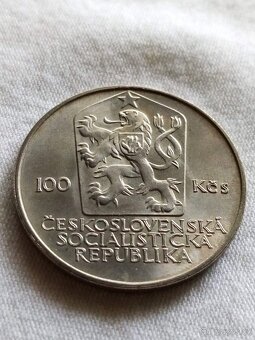 100 Kčs
ČESKOSLOVENSKÁ
SOCIALISTICKÁ
REPUBLIKA